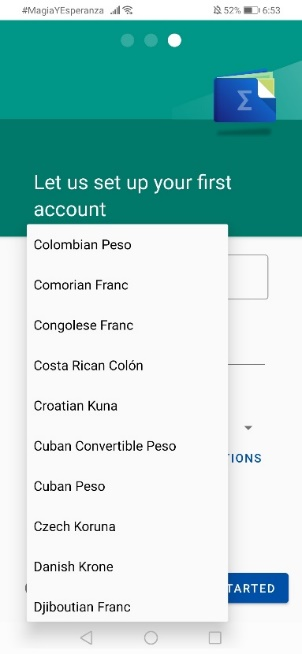 #MagiaYEsperanza 52% 6:53
Σ
Let us set up your first
account
Colombian Peso
Comorian Franc
Congolese Franc
Costa Rican Colón
Croatian Kuna
Cuban Convertible Peso
TIONS
Cuban Peso
Czech Koruna
Danish Krone
TARTED
Djiboutian Franc